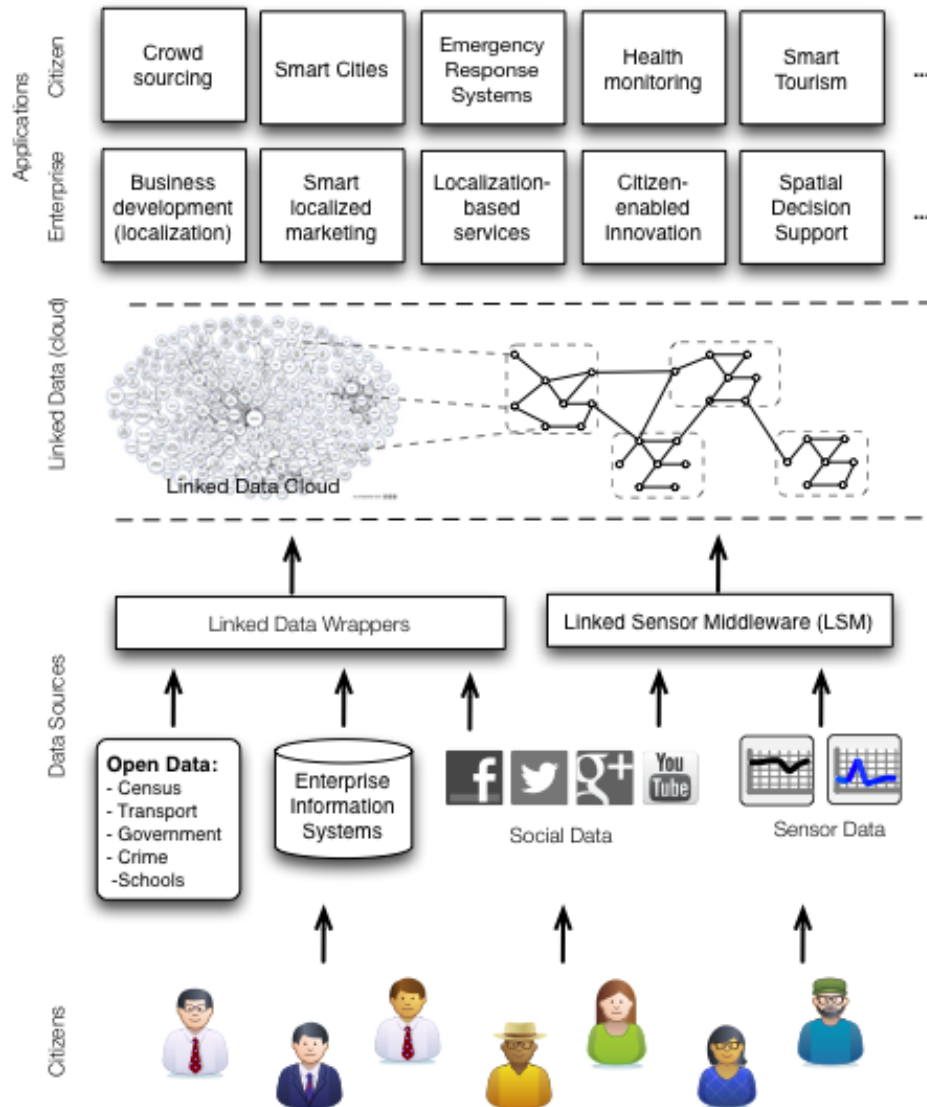 Applications
Citizen
Crowd
sourcing
Smart Cities
Emergency
Response
Systems
Health
monitoring
Smart
Tourism
...
Enterprise
Business
development
(localization)
Smart
localized
marketing
Localization-
based
services
Citizen-
enabled
Innovation
Spatial
Decision
Support
...
Linked Data (cloud)
Linked Data Cloud
Data Sources
Linked Data Wrappers
Linked Sensor Middleware (LSM)
Open Data:
- Census
- Transport
- Government
- Crime
-Schools
Enterprise
Information
Systems
f
g+
You
Tube
Social Data
Sensor Data
Citizens